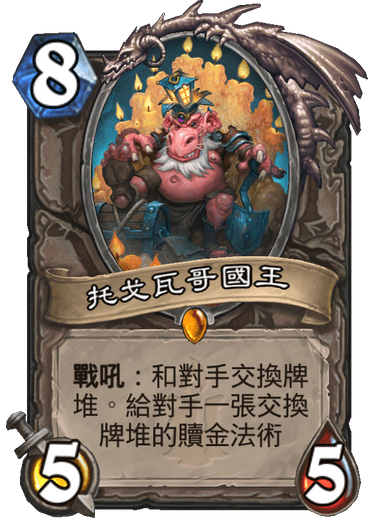 8
托戈瓦哥國王
戰吼：和對手交換牌
堆。給對手一張交換
牌堆的贖金法術
5
5